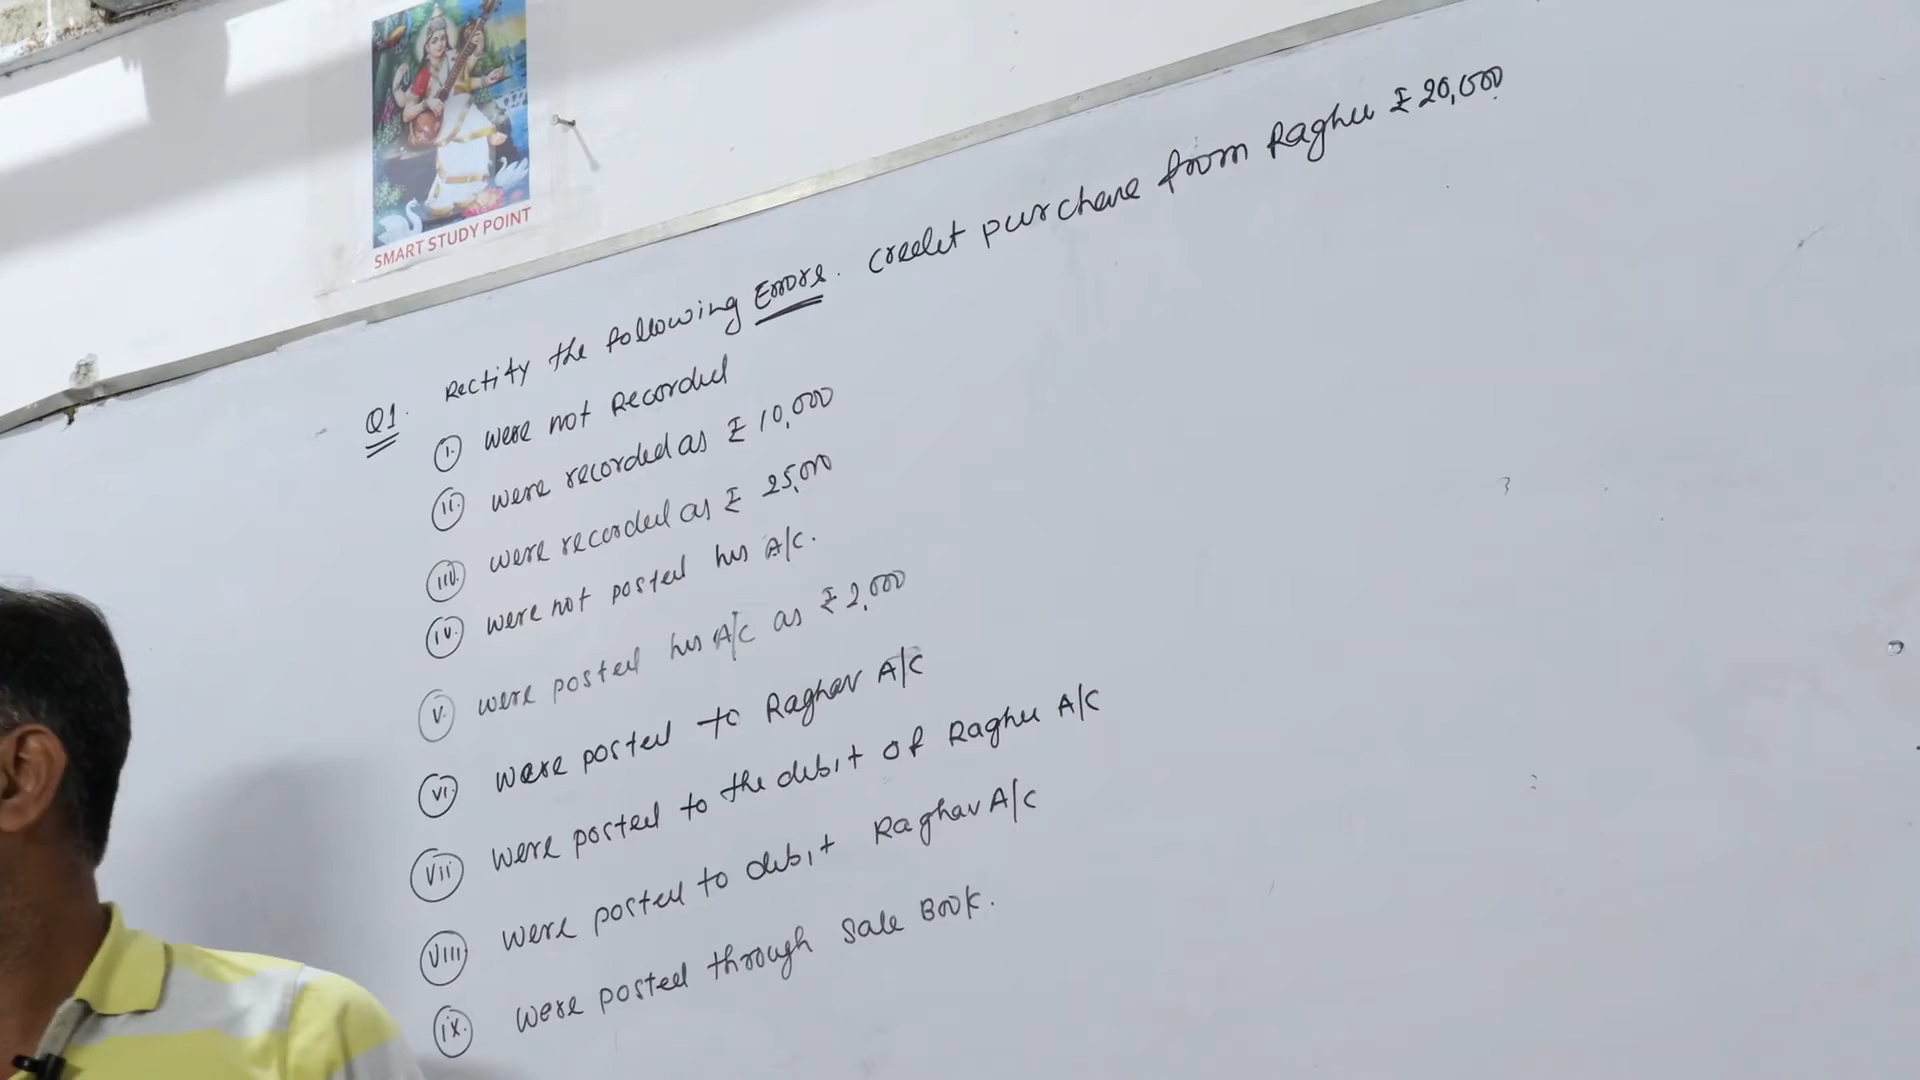 SMART STUDY POINT
Q1. Rectify the following Errors. Credit purchase from Raghu ₹ 20,000
i. were not Recorded
ii. were recorded as ₹ 10,000
iii. were recorded as ₹ 25,000
iv. were not posted his A/c.
v. were posted his A/c as ₹ 2,000
vi. were posted to Raghav A/c
vii. were posted to the debit of Raghu A/c
viii. were posted to debit Raghav A/c
ix. were posted through Sale Book.